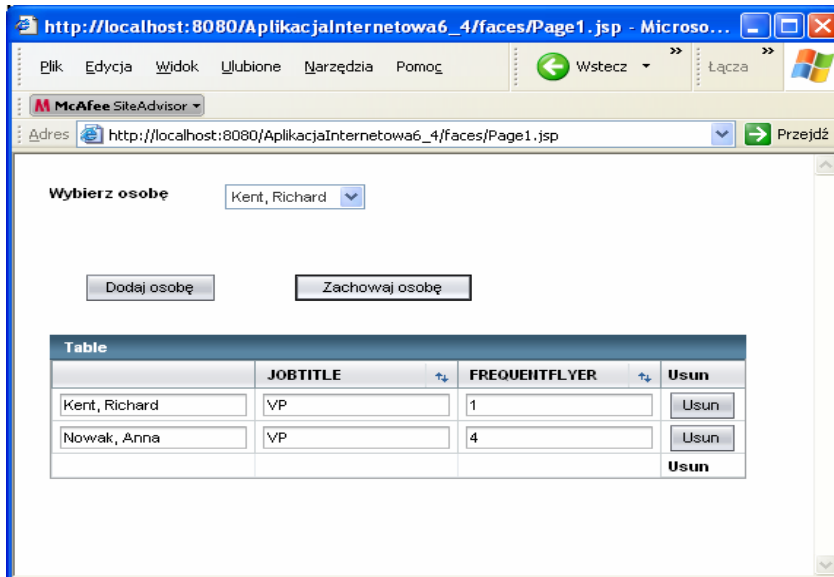 http://localhost:8080/AplikacjaInternetowa6_4/faces/Page1.jsp - Microso...
Plik Edycja Widok Ulubione Narzędzia Pomoc Wstecz » Łącza »
McAfee SiteAdvisor
Adres http://localhost:8080/AplikacjaInternetowa6_4/faces/Page1.jsp Przejdź
Wybierz osobę Kent, Richard
Dodaj osobę Zachowaj osobę
Table
JOBTITLE FREQUENTFLYER Usun
Kent, Richard VP 1 Usun
Nowak, Anna VP 4 Usun
Usun